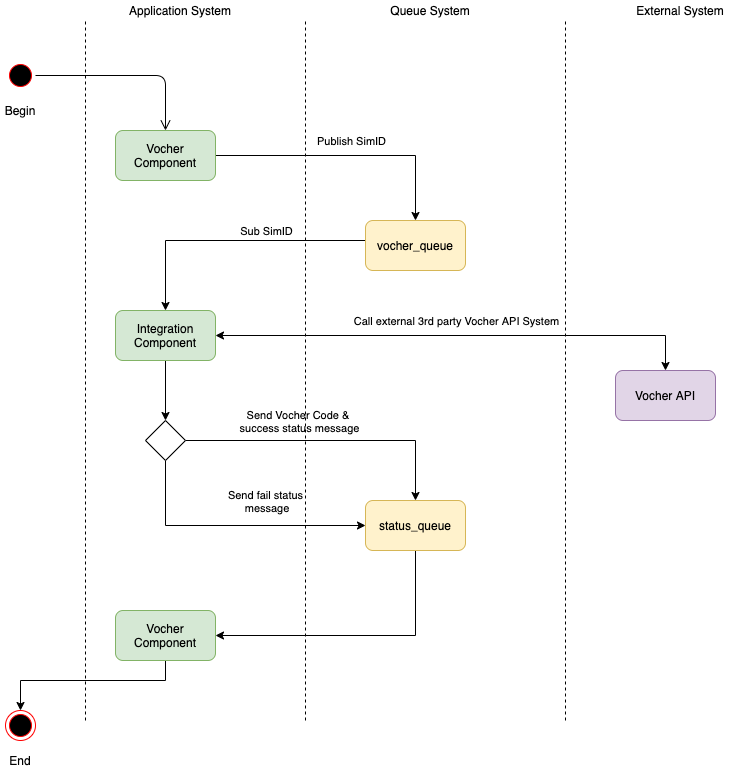 Application System
Queue System
External System
Begin
Vocher
Component
Publish SimID
Sub SimID
vocher_queue
Integration
Component
Call external 3rd party Vocher API System
Vocher API
Send Vocher Code &
success status message
Send fail status
message
status_queue
Vocher
Component
End